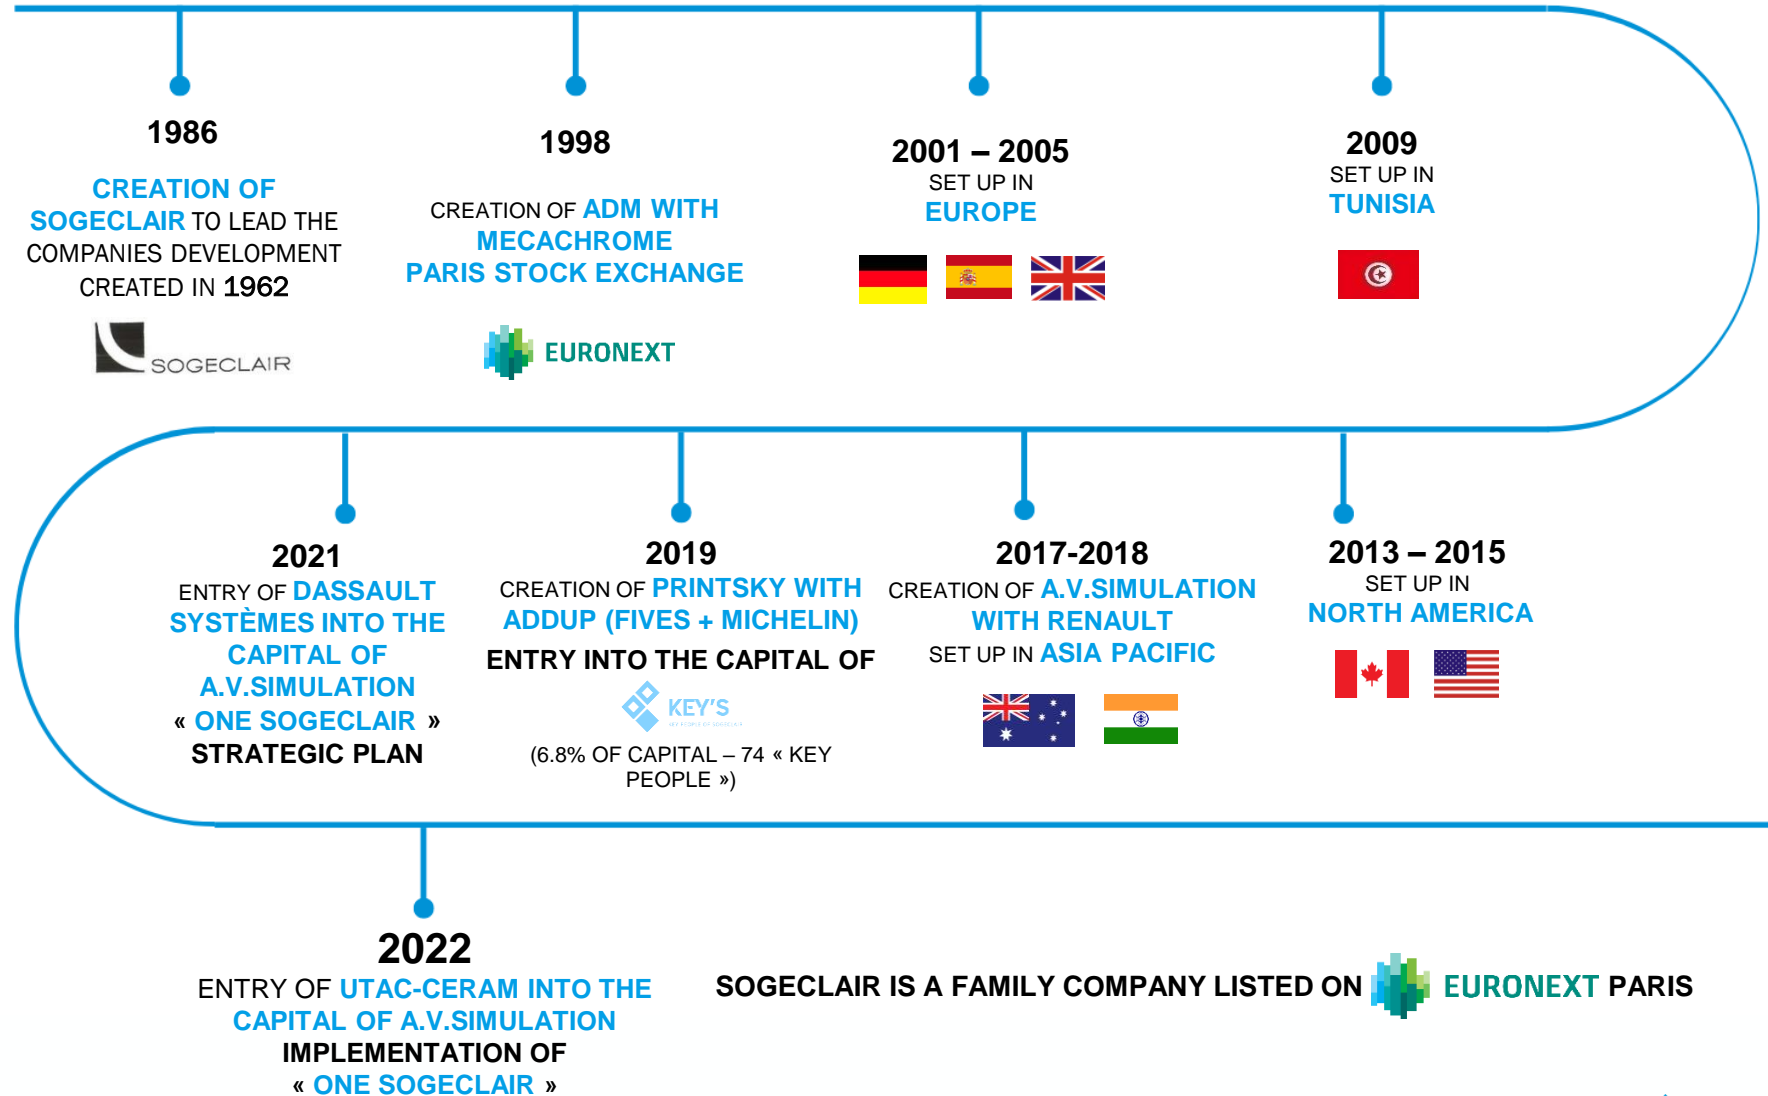 1986
CREATION OF
SOGECLAIR TO LEAD THE
COMPANIES DEVELOPMENT
CREATED IN 1962
SOGECLAIR
1998
CREATION OF ADM WITH
MECACHROME
PARIS STOCK EXCHANGE
EURONEXT
2001 – 2005
SET UP IN
EUROPE
2009
SET UP IN
TUNISIA
2013 – 2015
SET UP IN
NORTH AMERICA
2017-2018
CREATION OF A.V.SIMULATION
WITH RENAULT
SET UP IN ASIA PACIFIC
2019
CREATION OF PRINTSKY WITH
ADDUP (FIVES + MICHELIN)
ENTRY INTO THE CAPITAL OF
KEY'S
KEY PEOPLE OF SOGECLAIR
(6.8% OF CAPITAL – 74 « KEY
PEOPLE »)
2021
ENTRY OF DASSAULT
SYSTÈMES INTO THE
CAPITAL OF
A.V.SIMULATION
« ONE SOGECLAIR »
STRATEGIC PLAN
2022
ENTRY OF UTAC-CERAM INTO THE
CAPITAL OF A.V.SIMULATION
IMPLEMENTATION OF
« ONE SOGECLAIR »
SOGECLAIR IS A FAMILY COMPANY LISTED ON EURONEXT PARIS